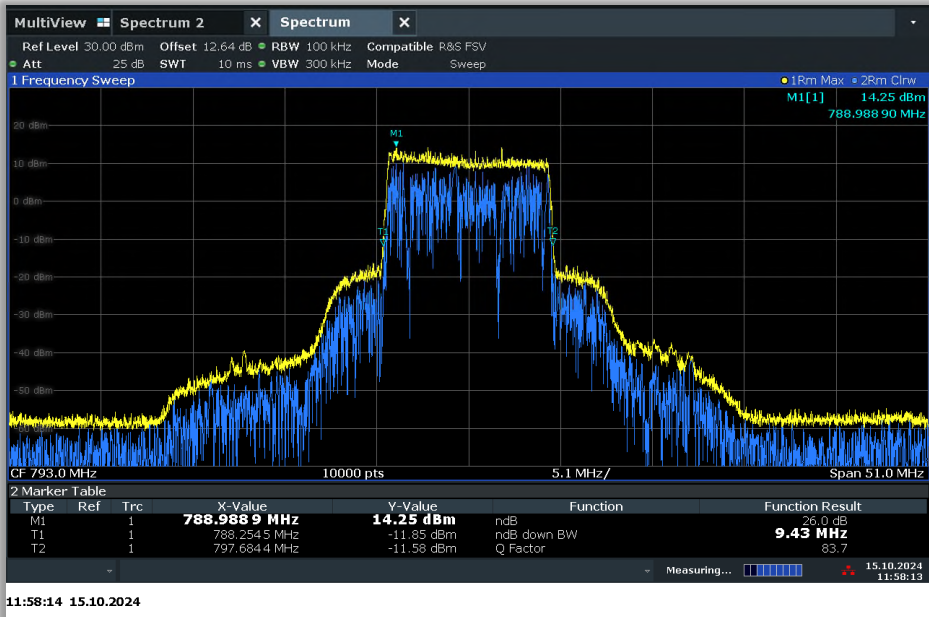 MultiView Spectrum 2 X Spectrum X
Ref Level 30.00 dBm Offset 12.64 dB RBW 100 kHz Compatible R&S FSV
Att 25 dB SWT 10 ms VBW 300 kHz Mode Sweep
1 Frequency Sweep 1Rm Max 2Rm Clrw
M1[1] 14.25 dBm
788.988 90 MHz
20 dBm
M1
10 dBm
0 dBm
T1 T2
-10 dBm
-20 dBm
-30 dBm
-40 dBm
-50 dBm
CF 793.0 MHz 10000 pts 5.1 MHz/ Span 51.0 MHz
2 Marker Table
Type Ref Trc X-Value Y-Value Function Function Result
M1 1 788.988 9 MHz 14.25 dBm ndB 26.0 dB
T1 1 788.254 5 MHz -11.85 dBm ndB down BW 9.43 MHz
T2 1 797.684 4 MHz -11.58 dBm Q Factor 83.7
Measuring... 15.10.2024
11:58:13
11:58:14 15.10.2024